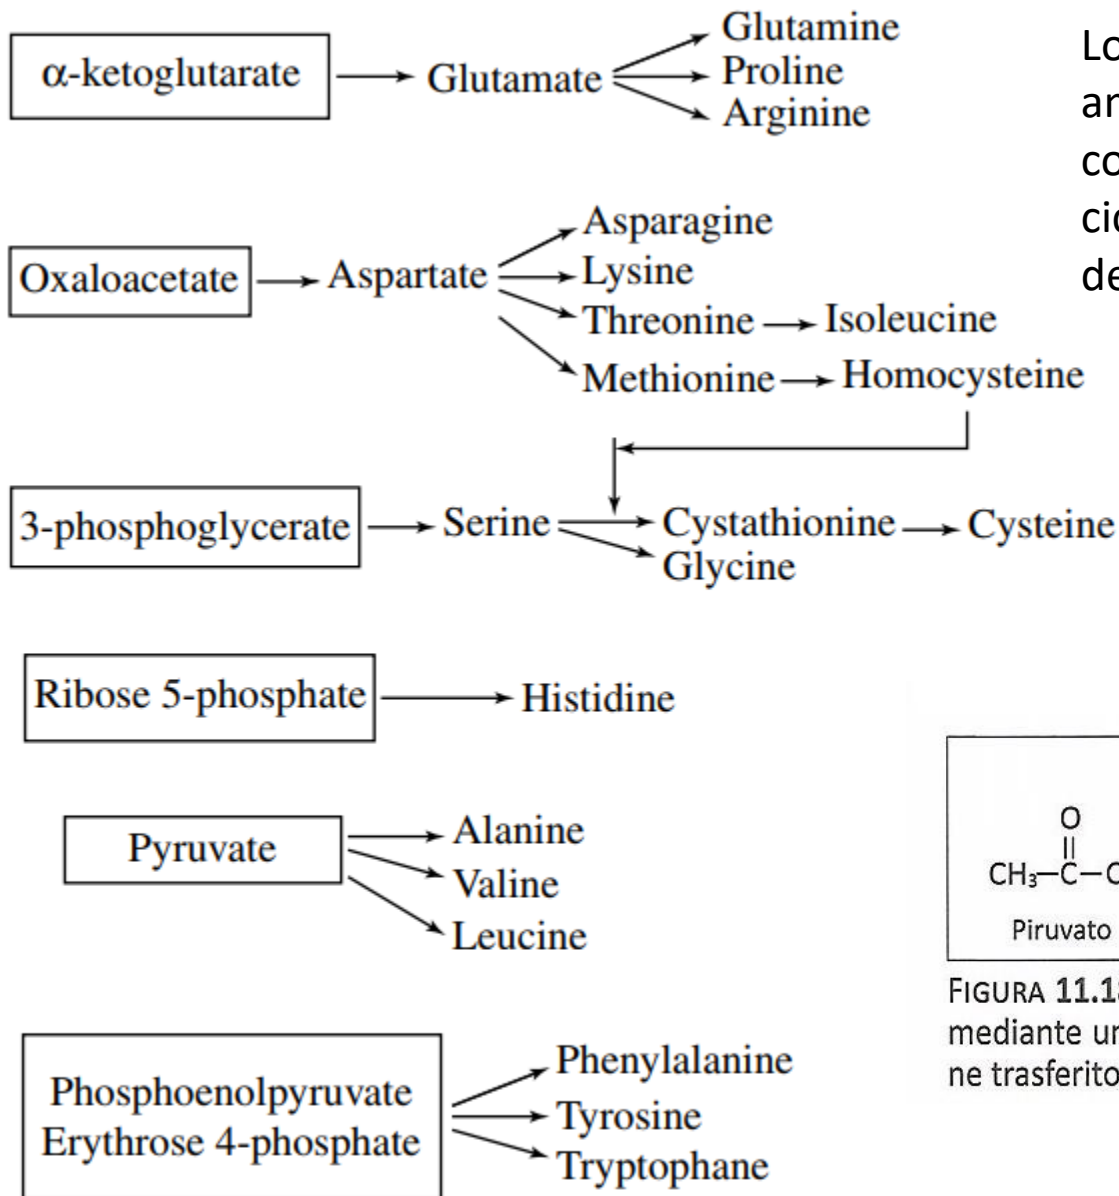 α-ketoglutarate Glutamate Glutamine
Proline
Arginine
Oxaloacetate Aspartate Asparagine
Lysine
Threonine Isoleucine
Methionine Homocysteine
3-phosphoglycerate Serine Cystathionine Cysteine
Glycine
Ribose 5-phosphate Histidine
Pyruvate Alanine
Valine
Leucine
Phosphoenolpyruvate
Erythrose 4-phosphate
Phenylalanine
Tyrosine
Tryptophane
O
CH₃—C—
Piruvato
FIGURA
mediante
trasferito